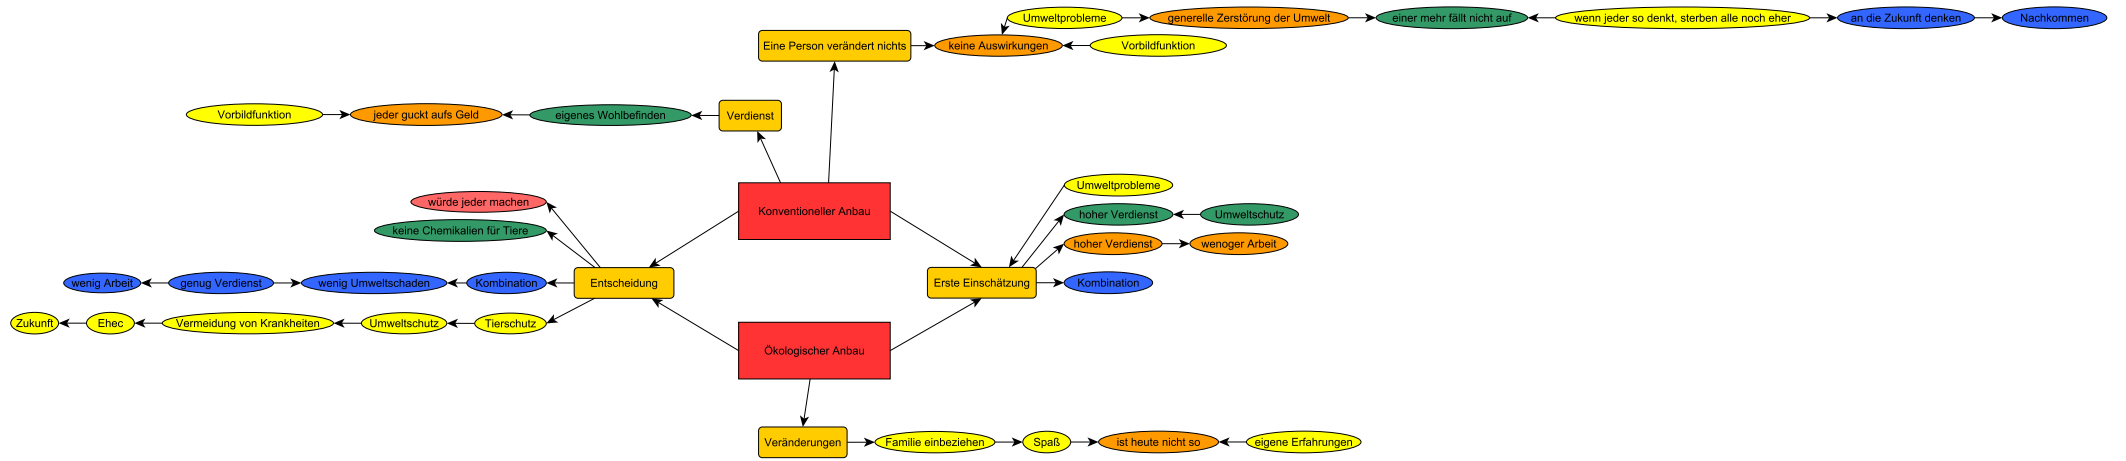 Umweltprobleme
generelle Zerstörung der Umwelt
einer mehr fällt nicht auf
wenn jeder so denkt, sterben alle noch eher
an die Zukunft denken
Nachkommen
Eine Person verändert nichts
keine Auswirkungen
Vorbildfunktion
Vorbildfunktion
jeder guckt aufs Geld
eigenes Wohlbefinden
Verdienst
würde jeder machen
keine Chemikalien für Tiere
Konventioneller Anbau
Umweltprobleme
hoher Verdienst
Umweltschutz
hoher Verdienst
wenoger Arbeit
wenig Arbeit
genug Verdienst
wenig Umweltschaden
Kombination
Entscheidung
Erste Einschätzung
Kombination
Zukunft
Ehec
Vermeidung von Krankheiten
Umweltschutz
Tierschutz
Ökologischer Anbau
Veränderungen
Familie einbeziehen
Spaß
ist heute nicht so
eigene Erfahrungen